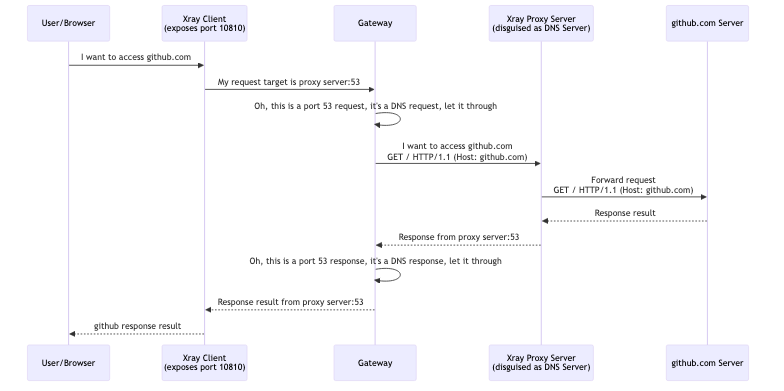 User/Browser
Xray Client
(exposes port 10810)
Gateway
Xray Proxy Server
(disguised as DNS Server)
github.com Server
I want to access github.com
My request target is proxy server:53
Oh, this is a port 53 request, it's a DNS request, let it through
I want to access github.com
GET / HTTP/1.1 (Host: github.com)
Forward request
GET / HTTP/1.1 (Host: github.com)
Response result
Response from proxy server:53
Oh, this is a port 53 response, it's a DNS response, let it through
Response result from proxy server:53
github response result
User/Browser
Xray Client
(exposes port 10810)
Gateway
Xray Proxy Server
(disguised as DNS Server)
github.com Server